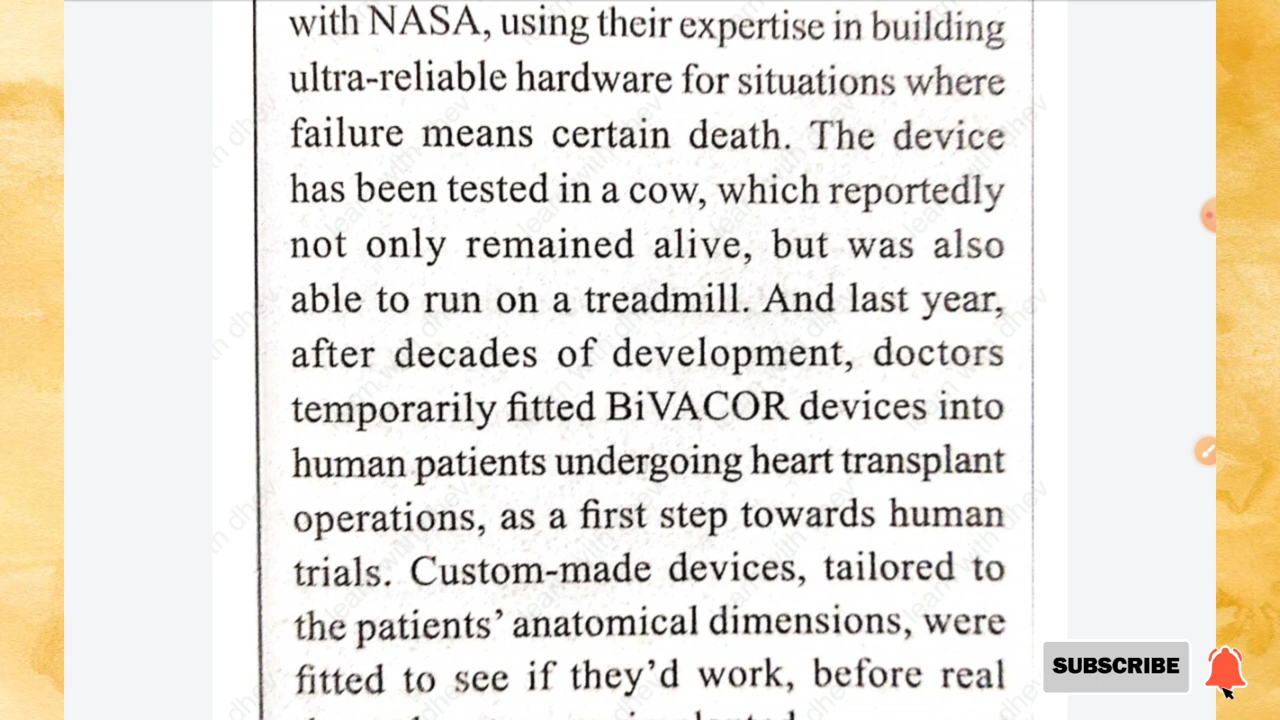 with NASA, using their expertise in building
ultra-reliable hardware for situations where
failure means certain death. The device
has been tested in a cow, which reportedly
not only remained alive, but was also
able to run on a treadmill. And last year,
after decades of development, doctors
temporarily fitted BiVACOR devices into
human patients undergoing heart transplant
operations, as a first step towards human
trials. Custom-made devices, tailored to
the patients’ anatomical dimensions, were
fitted to see if they’d work, before real
SUBSCRIBE